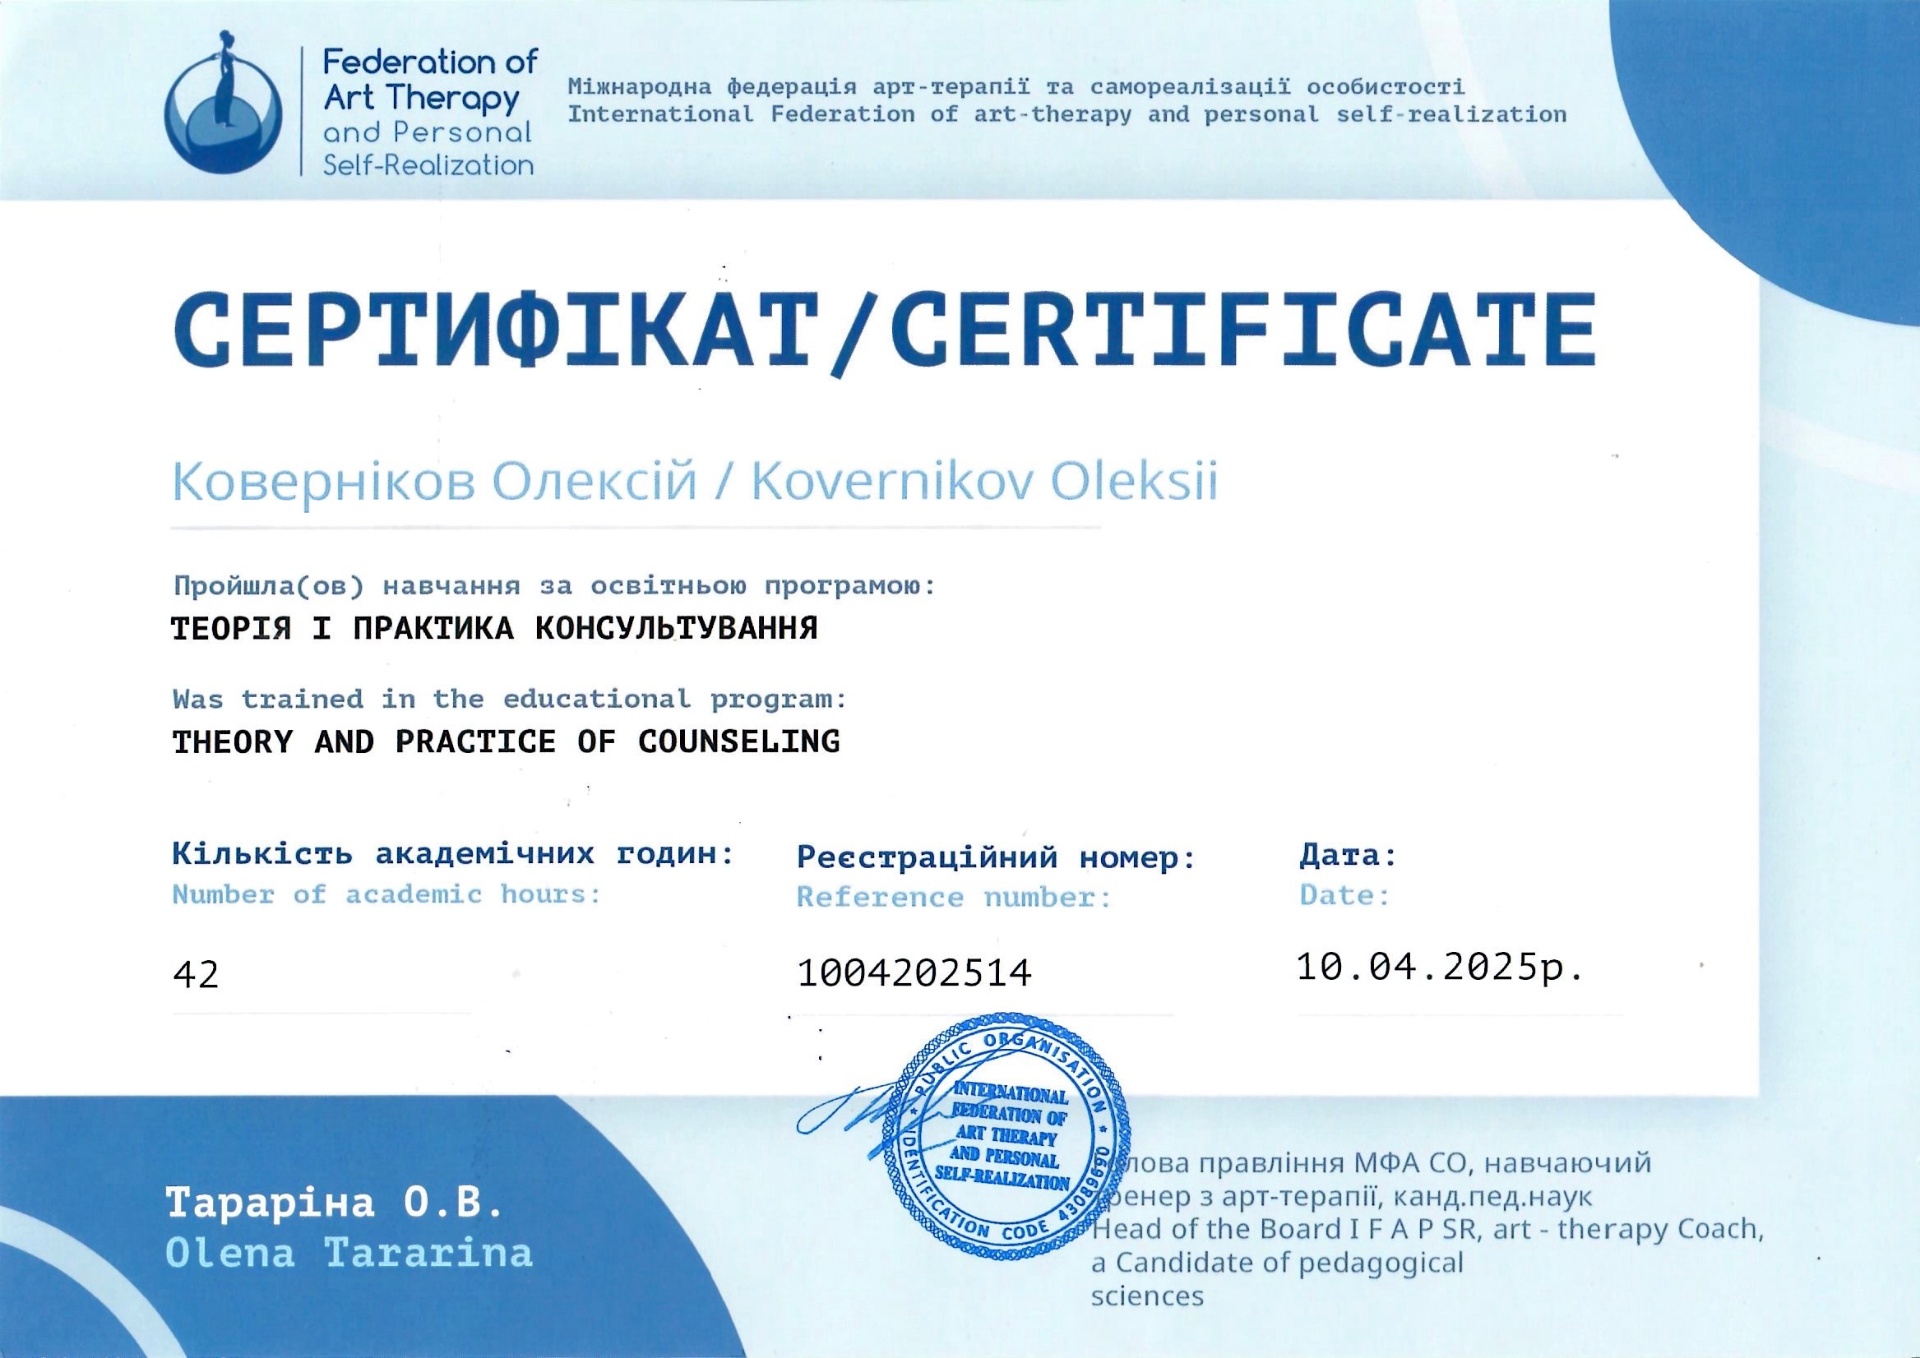 Federation of
Art Therapy
and Personal
Self-Realization
Міжнародна федерація арт-терапії та самореалізації особистості
International Federation of art-therapy and personal self-realization
СЕРТИФІКАТ/CERTIFICATE
Коверніков Олексій / Kovernikov Oleksii
Пройшла(ов) навчання за освітньою програмою:
ТЕОРІЯ І ПРАКТИКА КОНСУЛЬТУВАННЯ
Was trained in the educational program:
THEORY AND PRACTICE OF COUNSELING
Кількість академічних годин:
Number of academic hours:
42
Реєстраційний номер:
Reference number:
1004202514
Дата:
Date:
10.04.2025р.
PUBLIC ORGANISATION
INTERNATIONAL
FEDERATION OF
ART THERAPY
AND PERSONAL
SELF-REALIZATION
IDENTIFICATION CODE 43089690
Тараріна О.В.
Olena Tararina
правління МФА СО, навчаючий
з арт-терапії, канд.пед.наук
Head of the Board I F A P SR, art - therapy Coach,
a Candidate of pedagogical
sciences